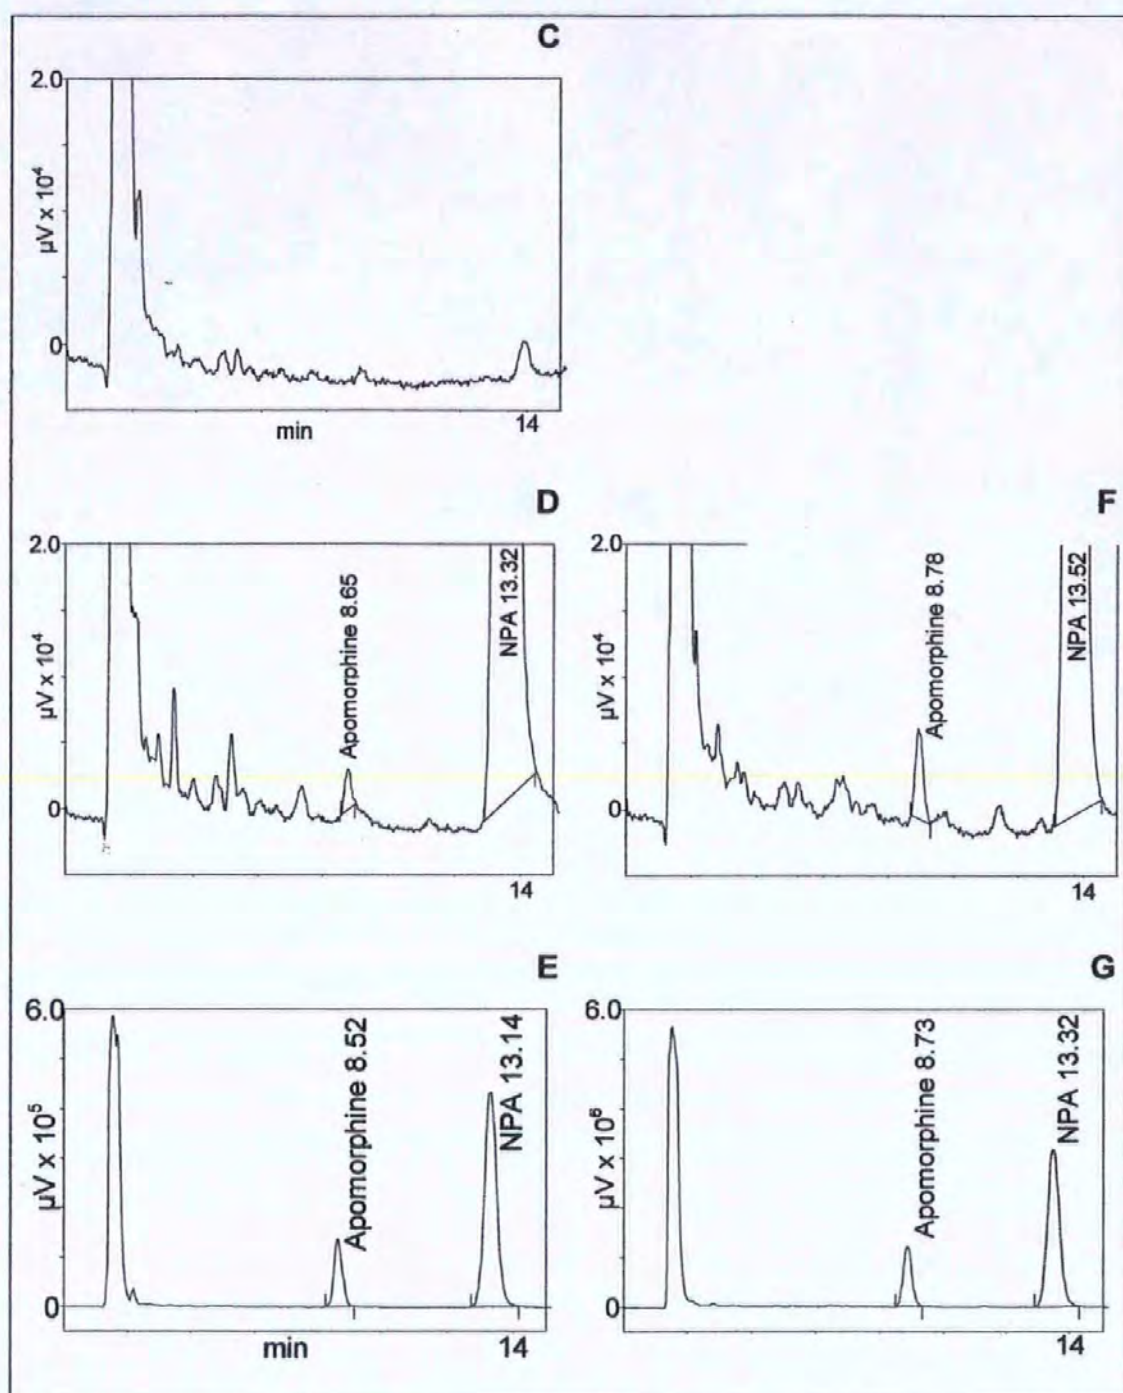 C
2.0
µV x 10⁴
0
min
14
D
2.0
µV x 10⁴
0
Apomorphine 8.65
NPA 13.32
14
F
2.0
µV x 10⁴
0
Apomorphine 8.78
NPA 13.52
14
E
6.0
µV x 10⁵
0
Apomorphine 8.52
NPA 13.14
min
14
G
6.0
µV x 10⁶
0
Apomorphine 8.73
NPA 13.32
14